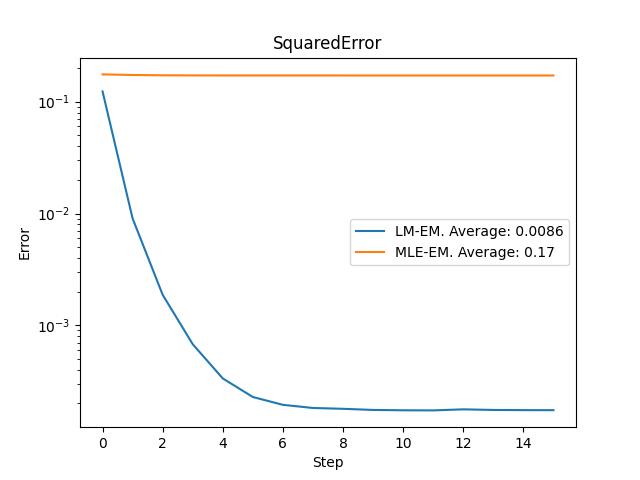 SquaredError
Error
10⁻¹
10⁻²
10⁻³
LM-EM. Average: 0.0086
MLE-EM. Average: 0.17
0 2 4 6 8 10 12 14
Step